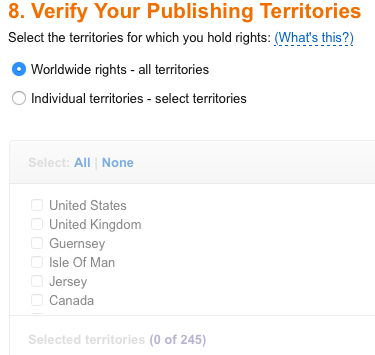 8. Verify Your Publishing Territories
Select the territories for which you hold rights: (What's this?)
Worldwide rights - all territories
Individual territories - select territories
Select: All | None
United States
United Kingdom
Guernsey
Isle Of Man
Jersey
Canada
Selected territories (0 of 245)